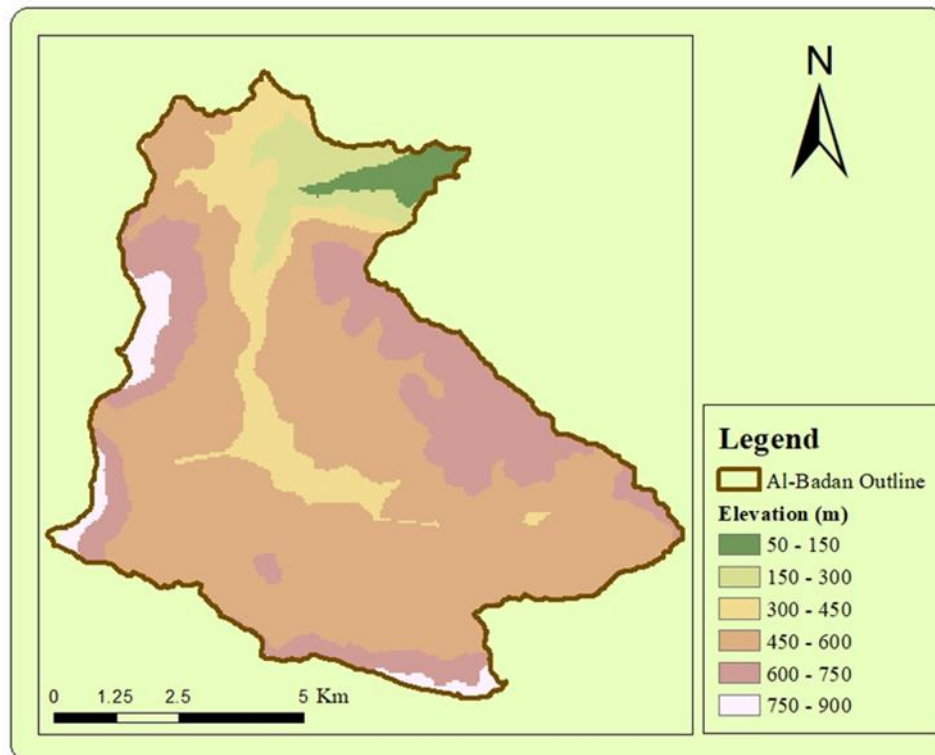 N
Legend
Al-Badan Outline
Elevation (m)
50 - 150
150 - 300
300 - 450
450 - 600
600 - 750
750 - 900
0 1.25 2.5 5 Km